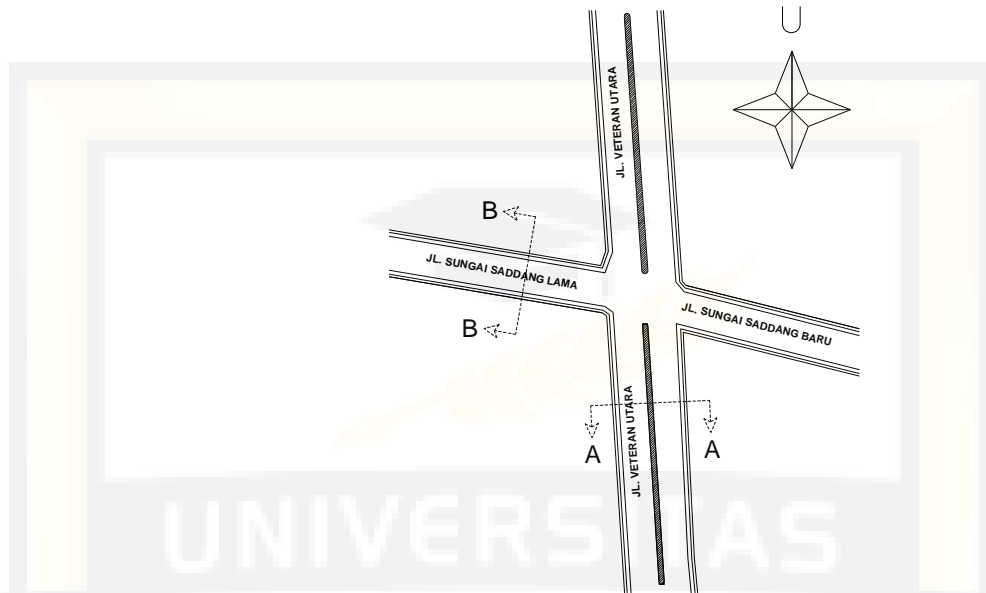 U
JL. VETERAN UTARA
B
JL. SUNGAI SADDANG LAMA
B
JL. SUNGAI SADDANG BARU
JL. VETERAN UTARA
A
A
UNIVERSITAS